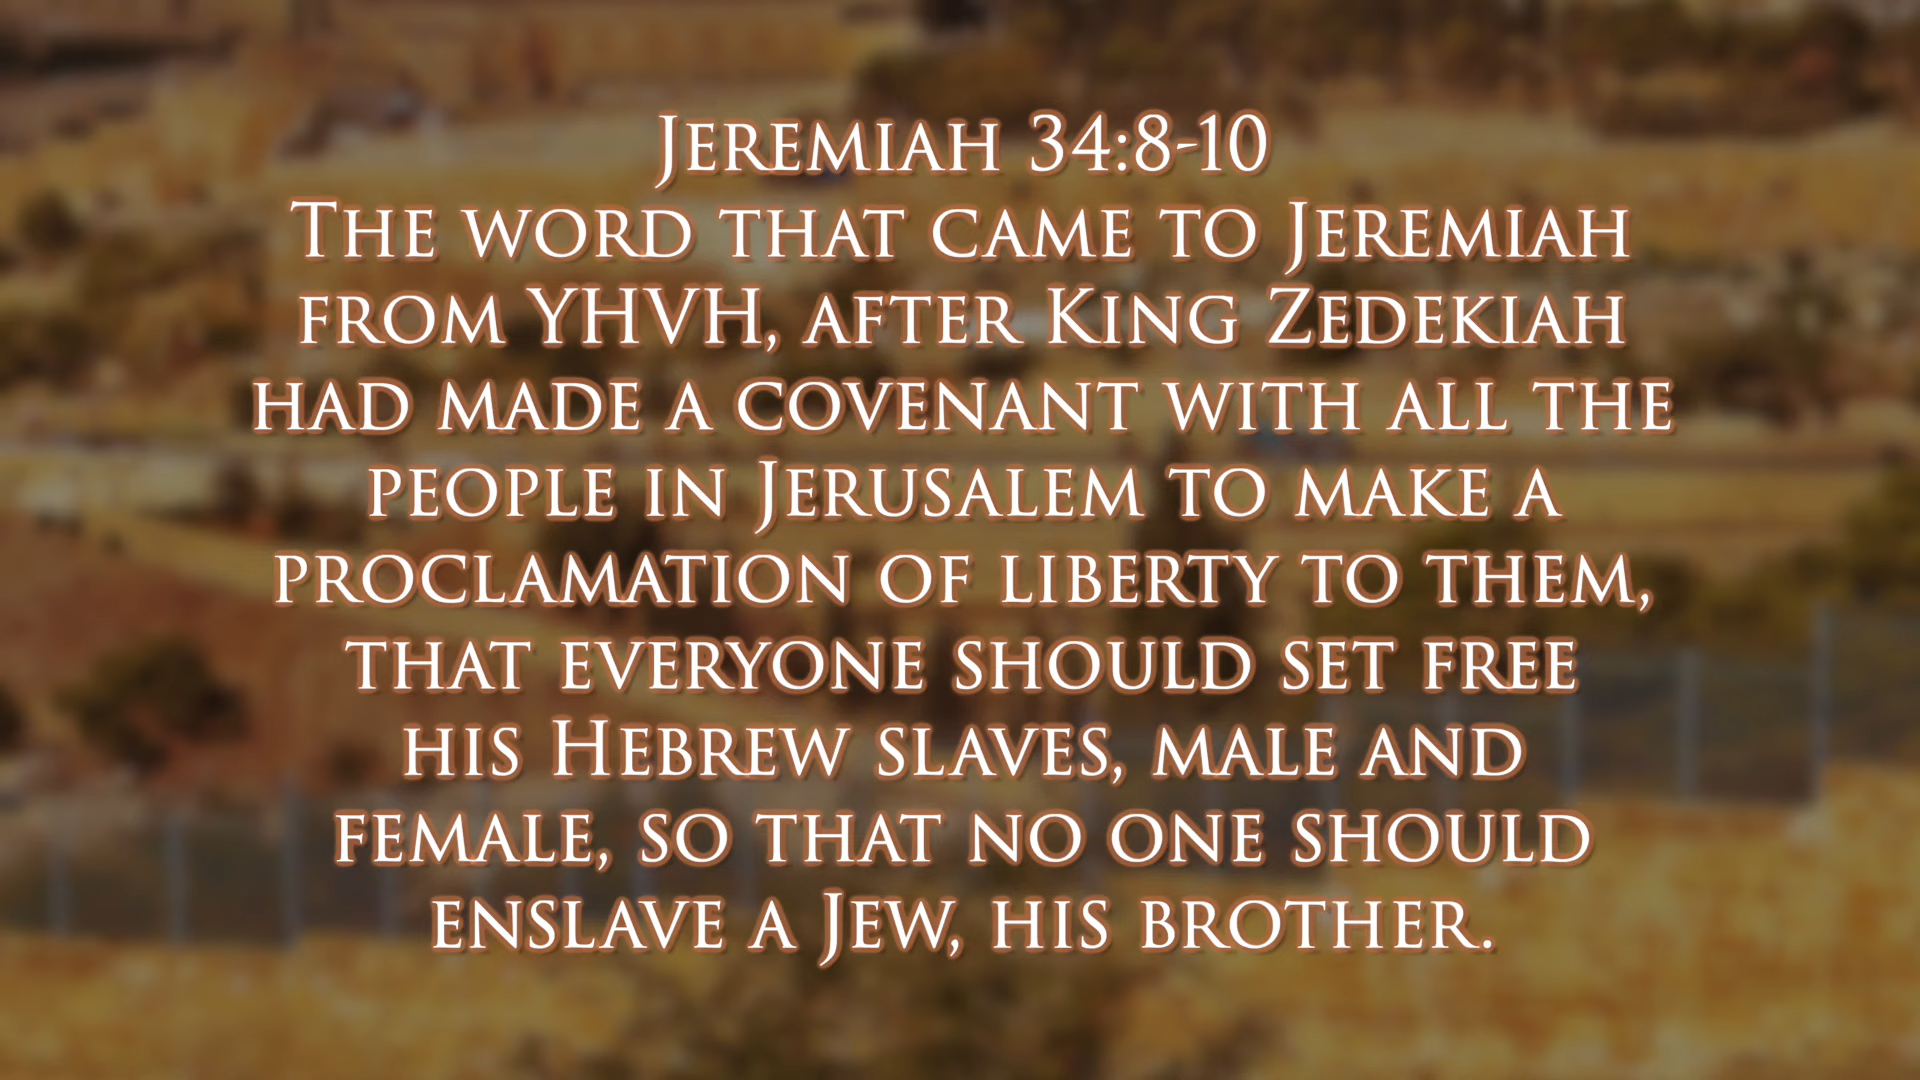 Jeremiah 34:8-10
The word that came to Jeremiah
from YHVH, after King Zedekiah
had made a covenant with all the
people in Jerusalem to make a
proclamation of liberty to them,
that everyone should set free
his Hebrew slaves, male and
female, so that no one should
enslave a Jew, his brother.